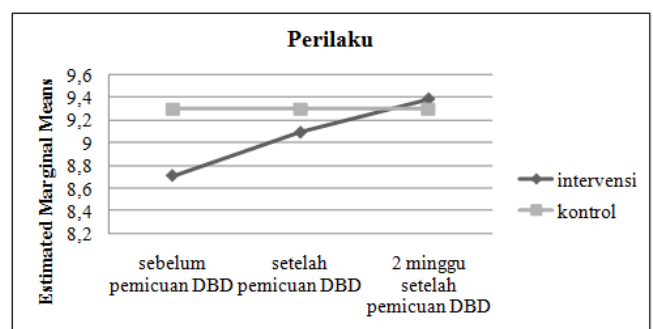 Perilaku
Estimated Marginal Means
9,6
9,4
9,2
9
8,8
8,6
8,4
8,2
sebelum
pemicuan DBD
setelah
pemicuan DBD
2 minggu
setelah
pemicuan DBD
intervensi
kontrol